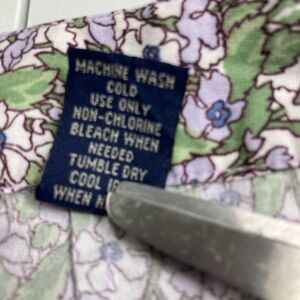 MACHINE WASH
COLD
USE ONLY
NON-CHLORINE
BLEACH WHEN
NEEDED
TUMBLE DRY
COOL
WHEN